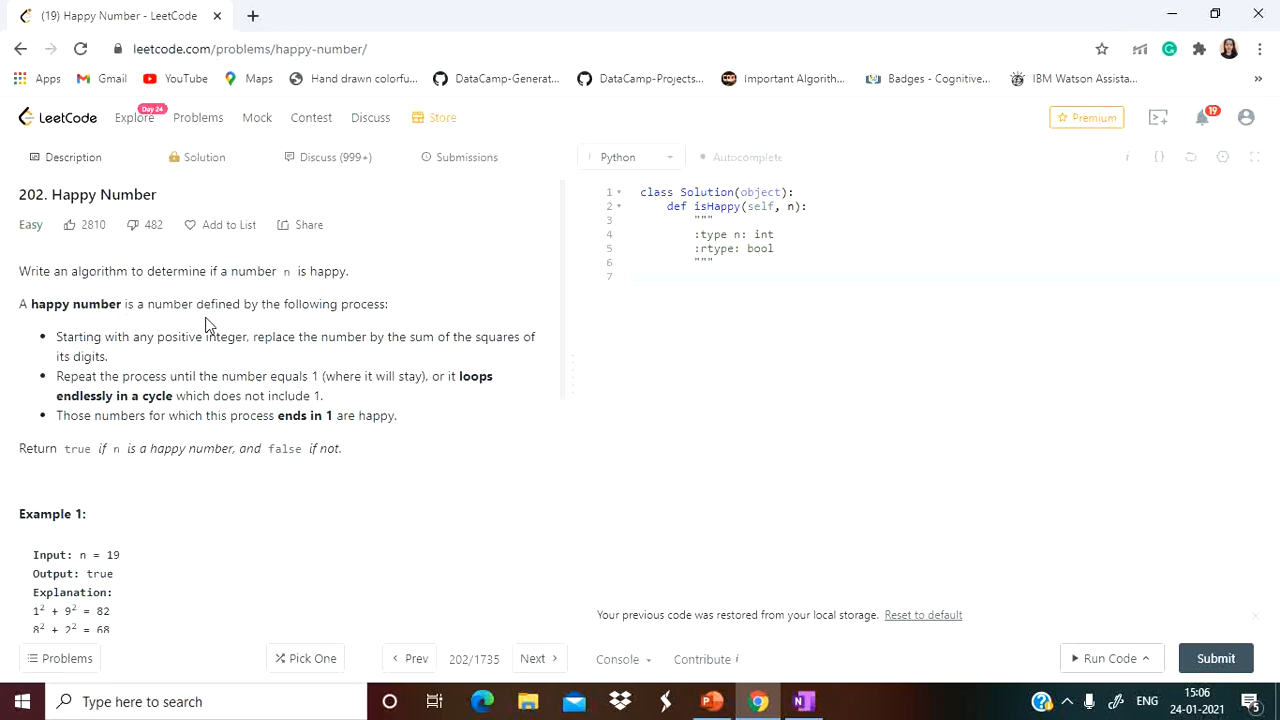 (19) Happy Number - LeetCode
leetcode.com/problems/happy-number/
Apps Gmail YouTube Maps Hand drawn colorfu... DataCamp-Generat... DataCamp-Projects... Important Algorith... Badges - Cognitive... IBM Watson Assista... »
LeetCode Explore Day 24 Problems Mock Contest Discuss Store Premium 19
Description Solution Discuss (999+) Submissions Python Autocomplete i {}
202. Happy Number
Easy 2810 482 Add to List Share
Write an algorithm to determine if a number n is happy.
A happy number is a number defined by the following process:
• Starting with any positive integer, replace the number by the sum of the squares of
its digits.
• Repeat the process until the number equals 1 (where it will stay), or it loops
endlessly in a cycle which does not include 1.
• Those numbers for which this process ends in 1 are happy.
Return true if n is a happy number, and false if not.
Example 1:
Input: n = 19
Output: true
Explanation:
1² + 9² = 82
8² + 2² = 68
1 class Solution(object):
2 def isHappy(self, n):
3 """
4 :type n: int
5 :rtype: bool
6 """
7
Your previous code was restored from your local storage. Reset to default
Problems Pick One < Prev 202/1735 Next > Console Contribute i Run Code Submit
Type here to search
ENG 15:06
24-01-2021 5